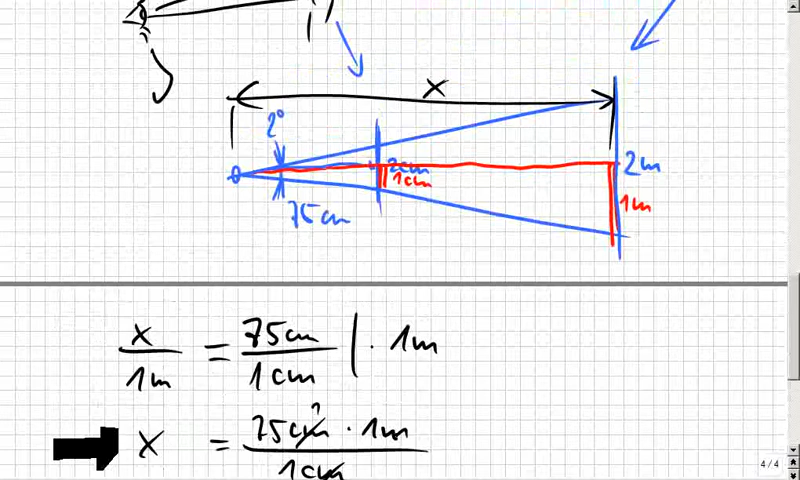 x
2°
2cm
2m
1cm
75cm
1m
x = 75cm | · 1m
1m 1cm
x = 75cm · 1m
1cm
4 / 4